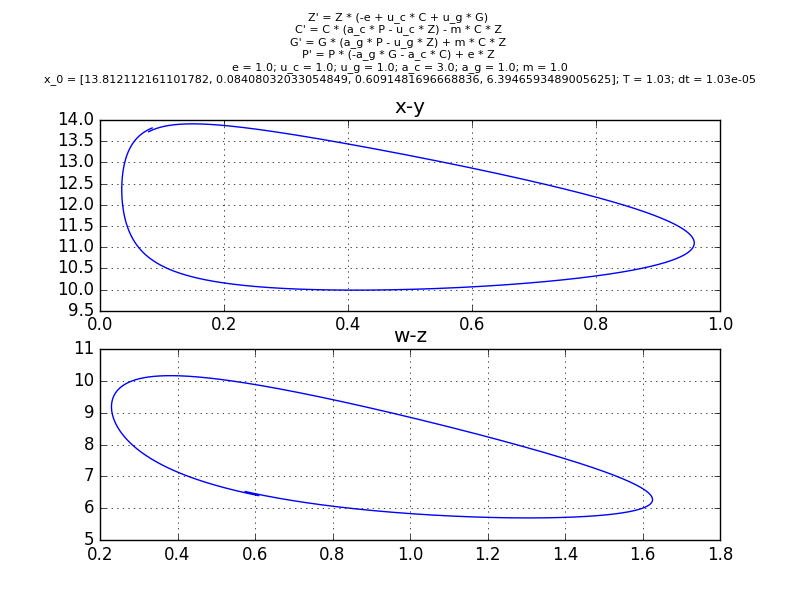 Z' = Z * (-e + u_c * C + u_g * G)
C' = C * (a_c * P - u_c * Z) - m * C * Z
G' = G * (a_g * P - u_g * Z) + m * C * Z
P' = P * (-a_g * G - a_c * C) + e * Z
e = 1.0; u_c = 1.0; u_g = 1.0; a_c = 3.0; a_g = 1.0; m = 1.0
x_0 = [13.812112161101782, 0.08408032033054849, 0.6091481696668836, 6.3946593489005625]; T = 1.03; dt = 1.03e-05
x-y
14.0
13.5
13.0
12.5
12.0
11.5
11.0
10.5
10.0
9.5
0.0 0.2 0.4 0.6 0.8 1.0
w-z
11
10
9
8
7
6
5
0.2 0.4 0.6 0.8 1.0 1.2 1.4 1.6 1.8